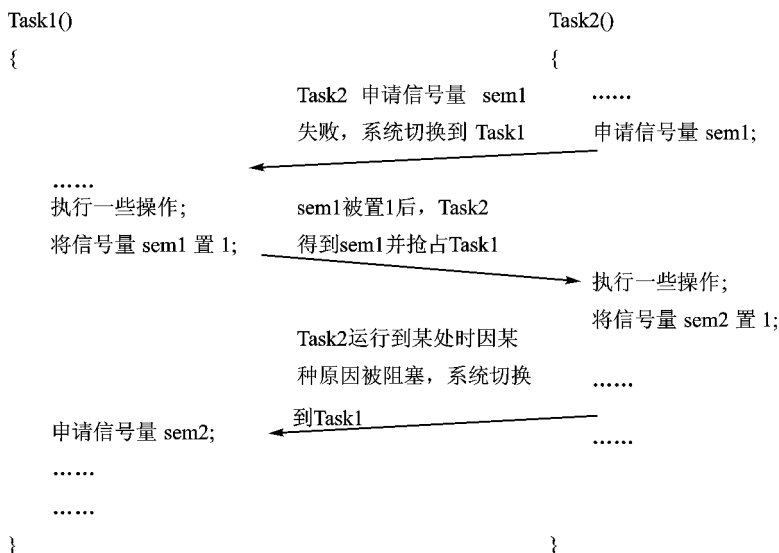 Task1()
{
……
执行一些操作;
将信号量 sem1 置 1;
申请信号量 sem2;
……
……
}
Task2 申请信号量 sem1
失败，系统切换到 Task1
sem1被置1后，Task2
得到sem1并抢占Task1
Task2运行到某处时因某
种原因被阻塞，系统切换
到Task1
Task2()
{
……
申请信号量 sem1;
执行一些操作;
将信号量 sem2 置 1;
……
……
}